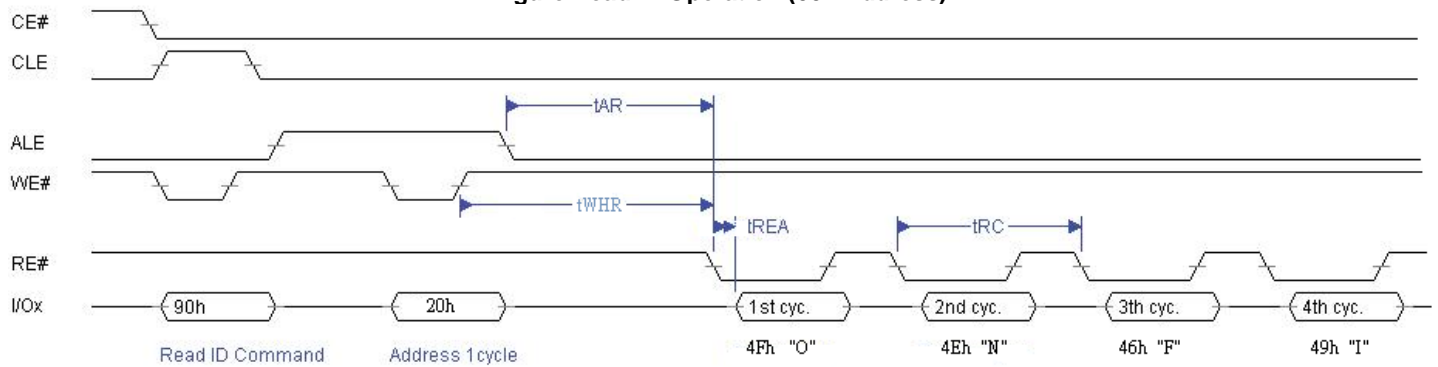 CE#
CLE
tAR
ALE
WE#
tWHR
tREA
tRC
RE#
I/Ox
90h
20h
1st cyc.
2nd cyc.
3th cyc.
4th cyc.
Read ID Command
Address 1cycle
4Fh "O"
4Eh "N"
46h "F"
49h "I"